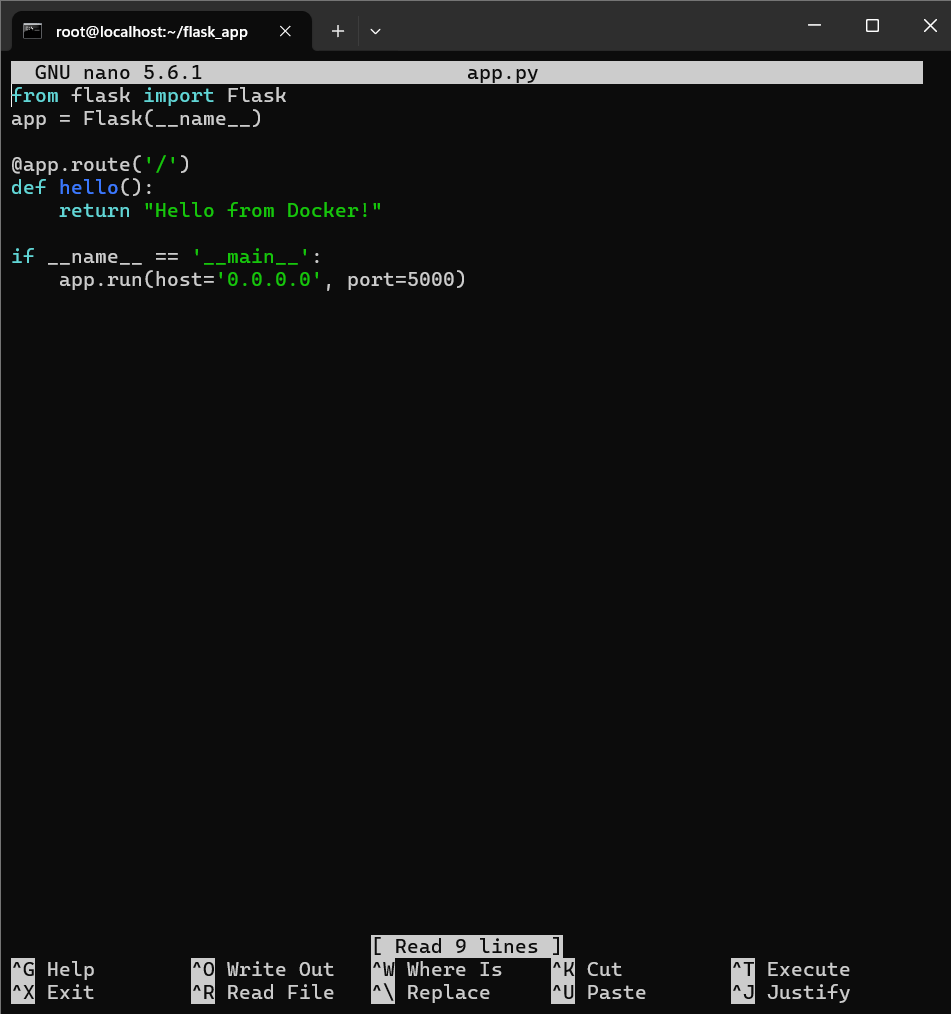 root@localhost:~/flask_app
GNU nano 5.6.1 app.py
from flask import Flask
app = Flask(__name__)

@app.route('/')
def hello():
    return "Hello from Docker!"

if __name__ == '__main__':
    app.run(host='0.0.0.0', port=5000)

[ Read 9 lines ]
^G Help ^O Write Out ^W Where Is ^K Cut ^T Execute
^X Exit ^R Read File ^\ Replace ^U Paste ^J Justify